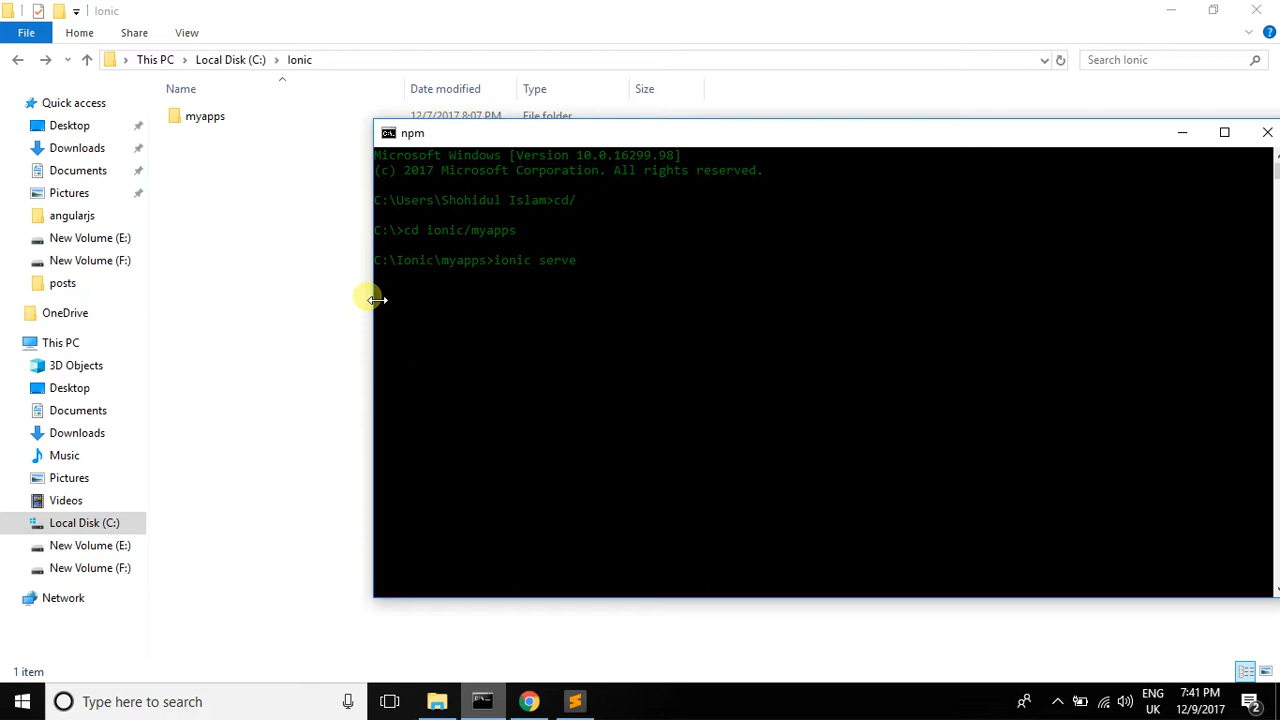 Ionic
File Home Share View
This PC Local Disk (C:) Ionic
Search Ionic
Name Date modified Type Size
Quick access
Desktop
Downloads
Documents
Pictures
angularjs
New Volume (E:)
New Volume (F:)
posts
OneDrive
This PC
3D Objects
Desktop
Documents
Downloads
Music
Pictures
Videos
Local Disk (C:)
New Volume (E:)
New Volume (F:)
Network
myapps 12/7/2017 8:07 PM File folder
npm
Microsoft Windows [Version 10.0.16299.98]
(c) 2017 Microsoft Corporation. All rights reserved.
C:\Users\Shohidul Islam>cd/
C:\>cd ionic/myapps
C:\Ionic\myapps>ionic serve
1 item
Type here to search
ENG
UK
7:41 PM
12/9/2017
2